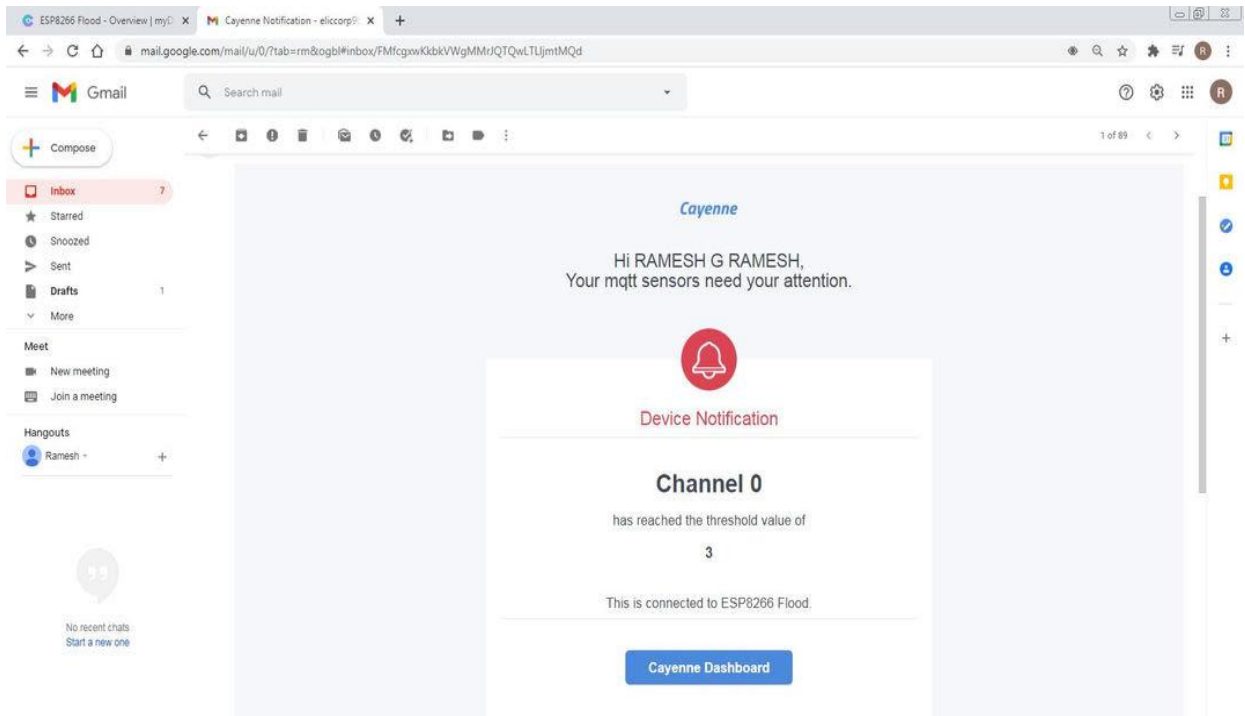 ESP8266 Flood - Overview | myD
Cayenne Notification - eliccorp9
mail.google.com/mail/u/0/?tab=rm&ogbl#inbox/FMfcgxwKkbkVWgMMrJQTQwLTLljmtMQd
R
Gmail
Search mail
R
Compose
1 of 89
Inbox 7
Starred
Snoozed
Sent
Drafts 1
More
Meet
New meeting
Join a meeting
Hangouts
Ramesh
No recent chats
Start a new one
Cayenne
Hi RAMESH G RAMESH,
Your mqtt sensors need your attention.
Device Notification
Channel 0
has reached the threshold value of
3
This is connected to ESP8266 Flood.
Cayenne Dashboard